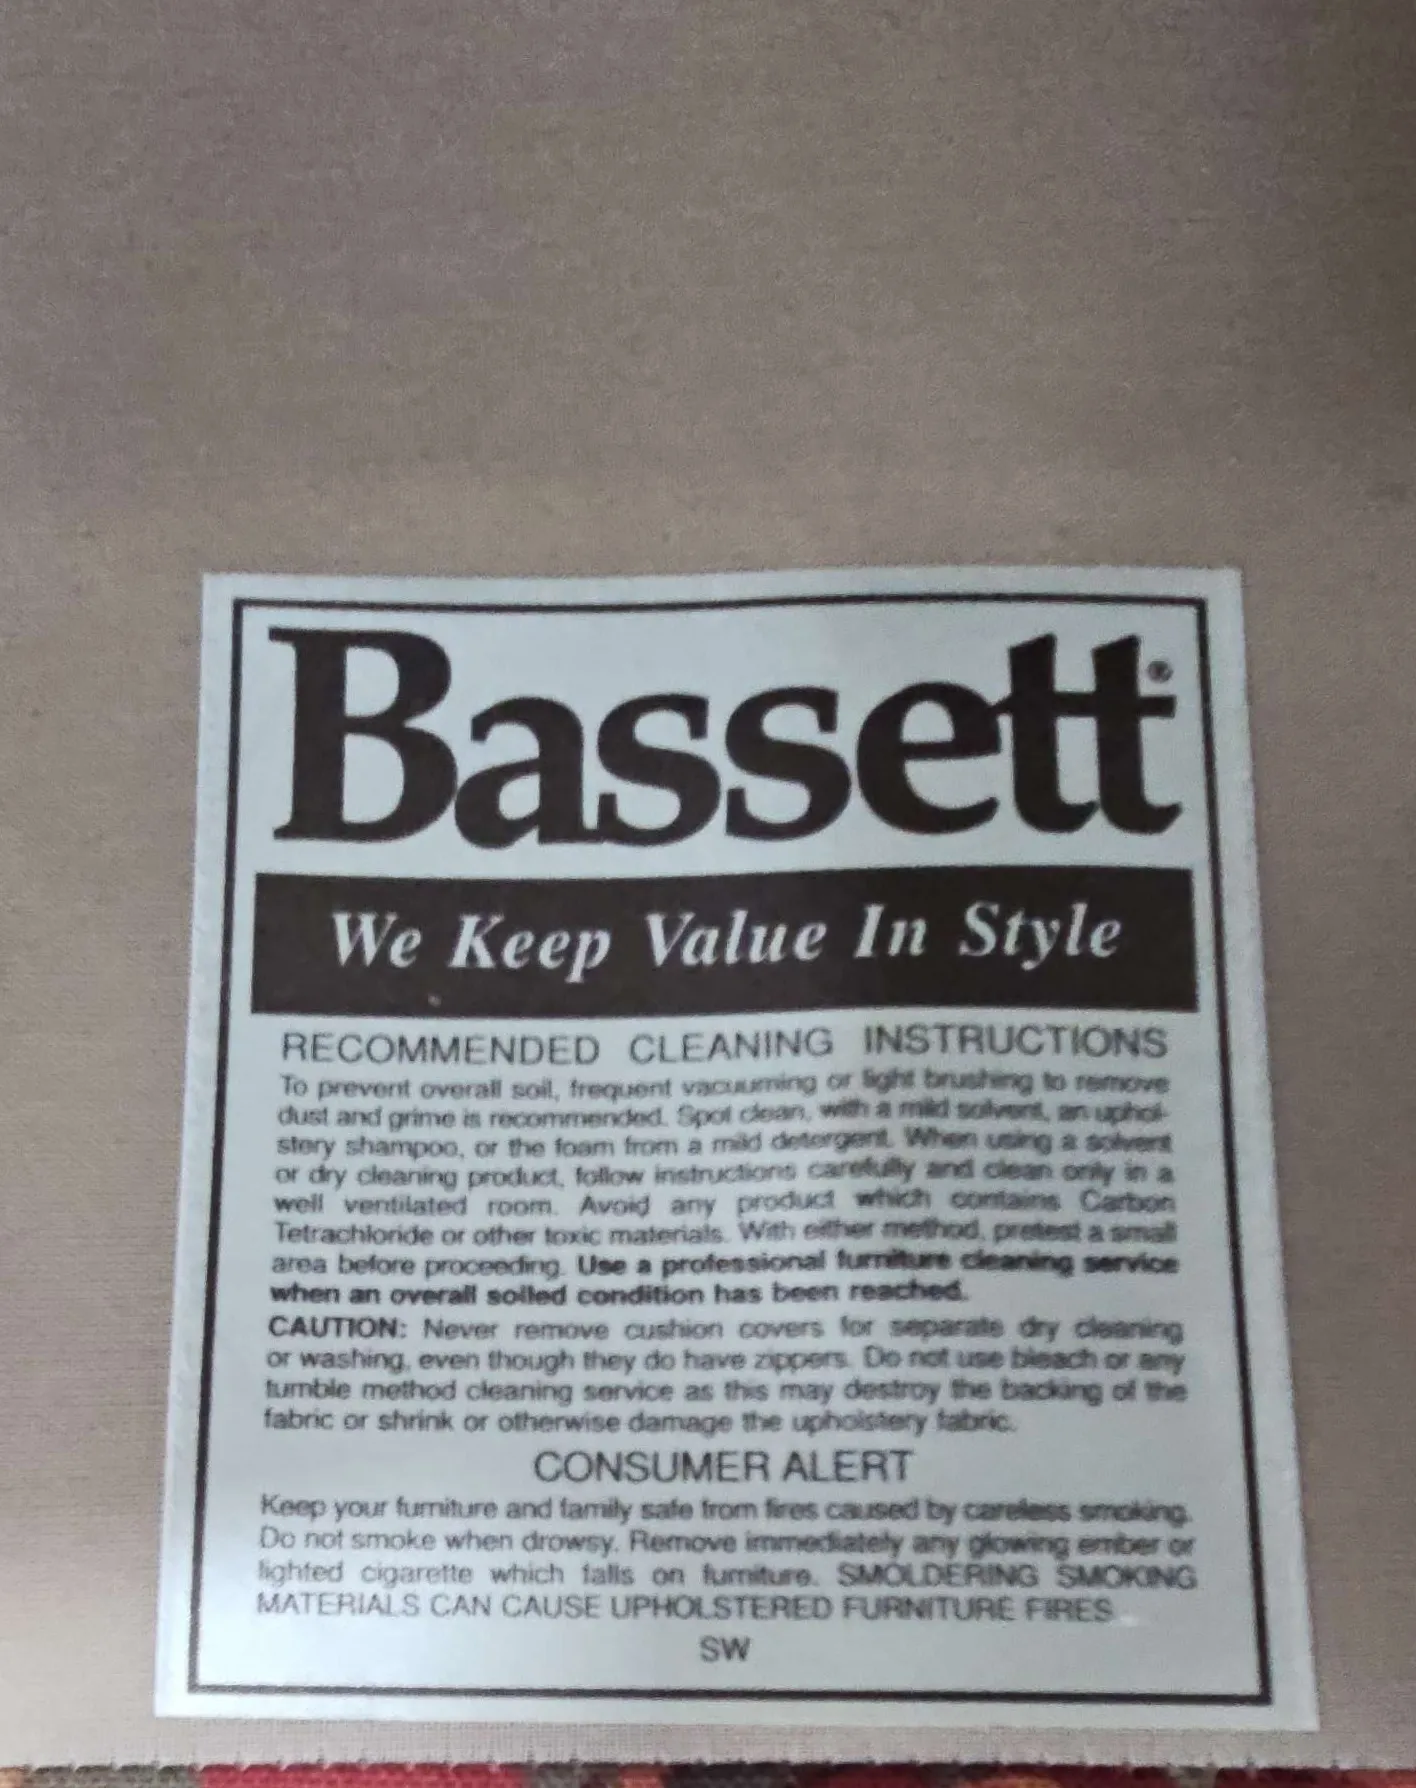 Bassett®
We Keep Value In Style
RECOMMENDED CLEANING INSTRUCTIONS
To prevent overall soil, frequent vacuuming or light brushing to remove
dust and grime is recommended. Spot clean, with a mild solvent, an uphol-
stery shampoo, or the foam from a mild detergent. When using a solvent
or dry cleaning product, follow instructions carefully and clean only in a
well ventilated room. Avoid any product which contains Carbon
Tetrachloride or other toxic materials. With either method, pretest a small
area before proceeding. Use a professional furniture cleaning service
when an overall soiled condition has been reached.
CAUTION: Never remove cushion covers for separate dry cleaning
or washing, even though they do have zippers. Do not use bleach or any
tumble method cleaning service as this may destroy the backing of the
fabric or shrink or otherwise damage the upholstery fabric.
CONSUMER ALERT
Keep your furniture and family safe from fires caused by careless smoking.
Do not smoke when drowsy. Remove immediately any glowing ember or
lighted cigarette which falls on furniture. SMOLDERING SMOKING
MATERIALS CAN CAUSE UPHOLSTERED FURNITURE FIRES
SW